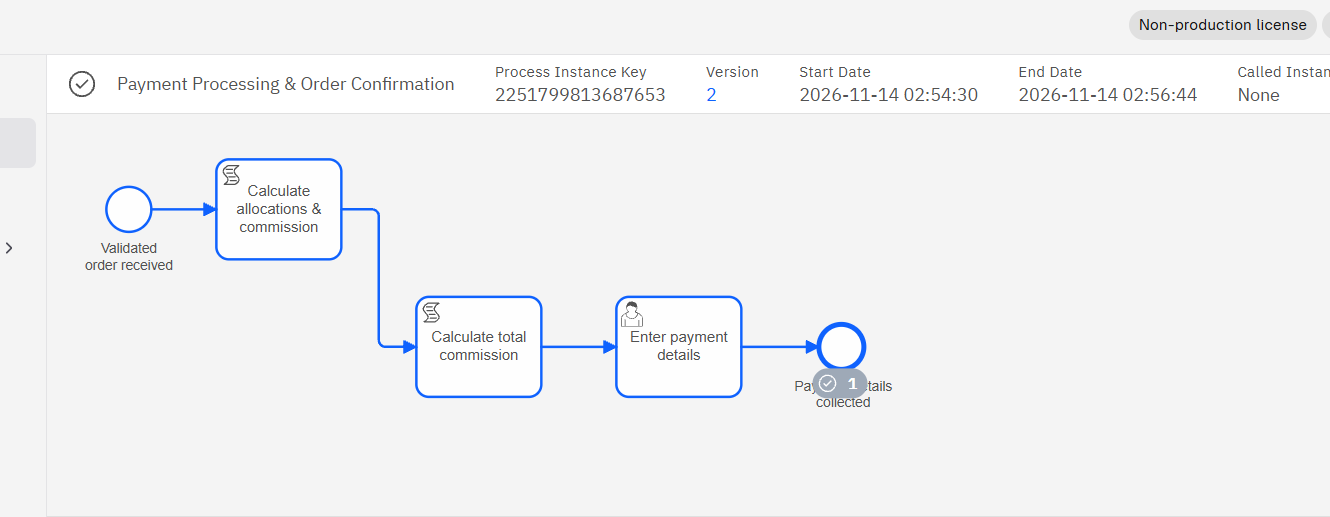 Non-production license
Payment Processing & Order Confirmation
Process Instance Key
2251799813687653
Version
2
Start Date
2026-11-14 02:54:30
End Date
2026-11-14 02:56:44
Called Instan
None
Calculate
allocations &
commission
Validated
order received
Calculate total
commission
Enter payment
details
1
collected